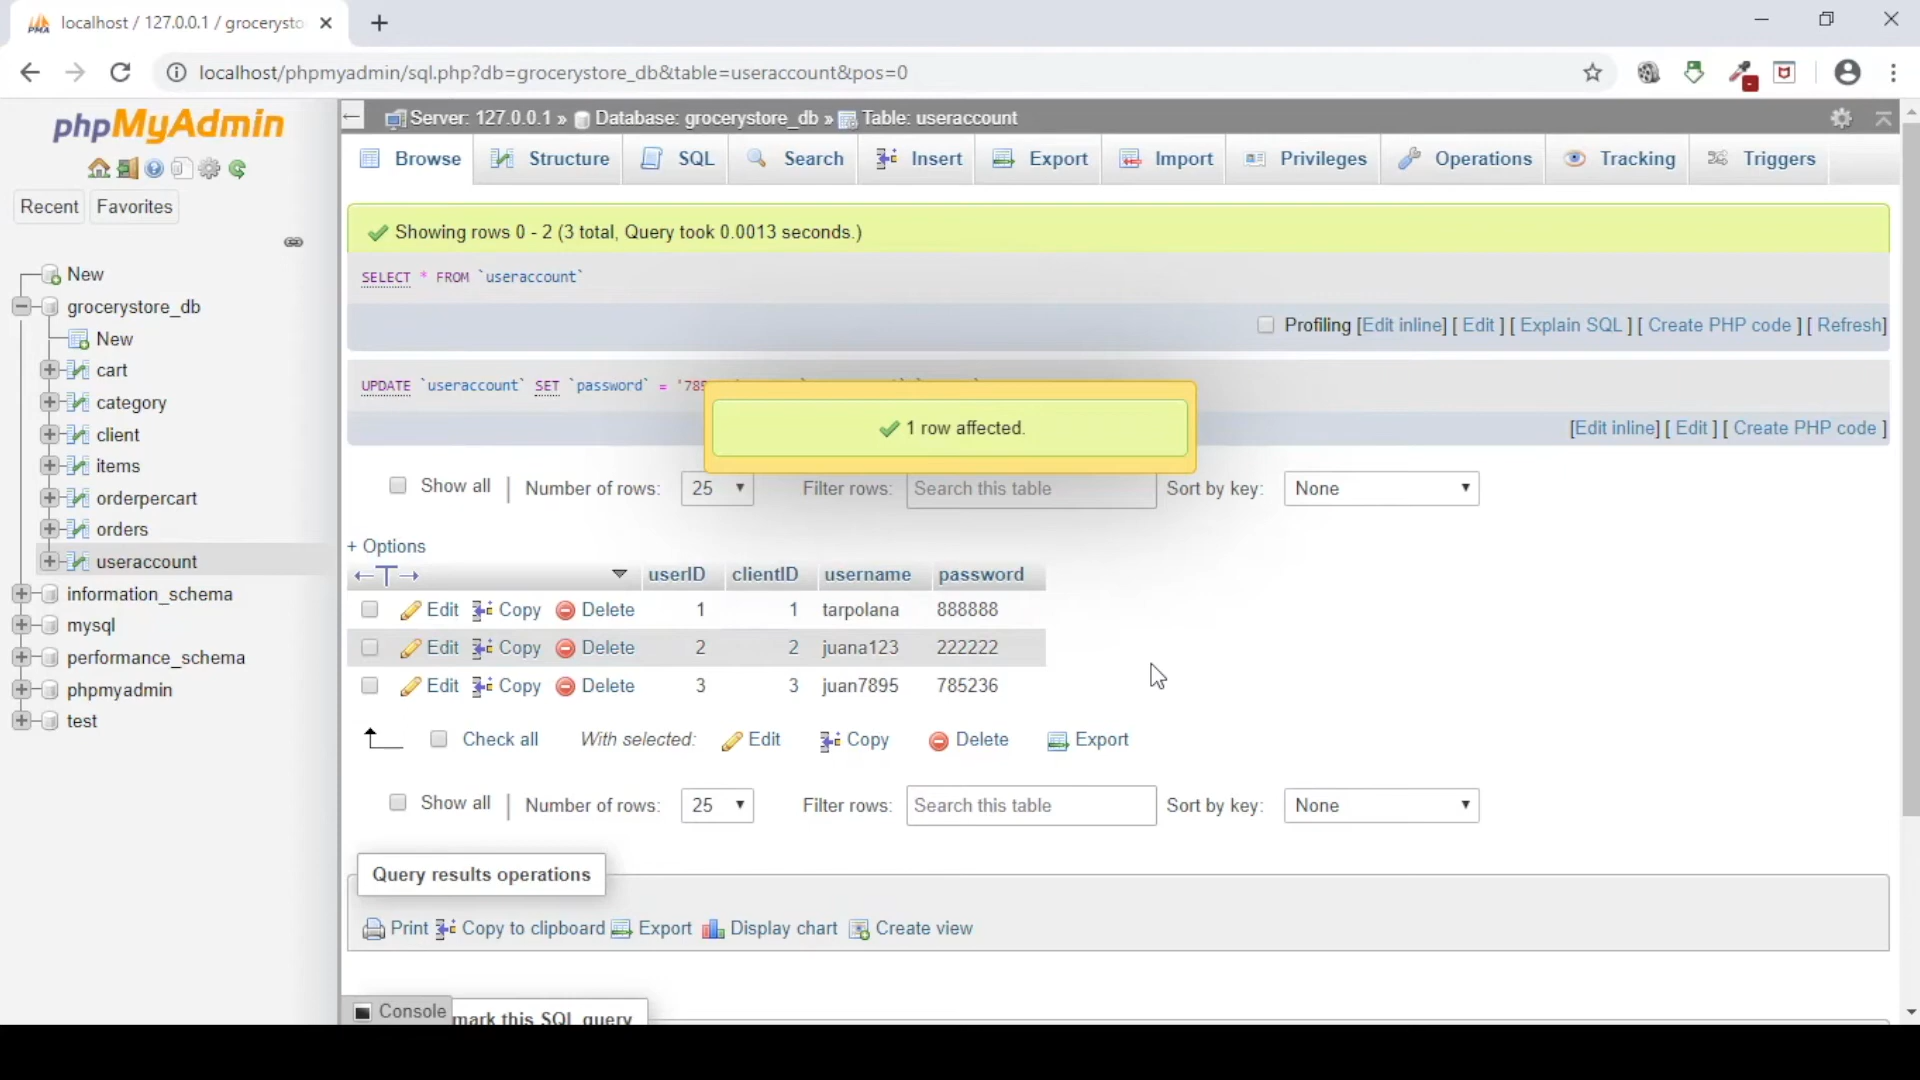 localhost / 127.0.0.1 / grocerysto
localhost/phpmyadmin/sql.php?db=grocerystore_db&table=useraccount&pos=0
phpMyAdmin
Recent Favorites
New
grocerystore_db
New
cart
category
client
items
orderpercart
orders
useraccount
information_schema
mysql
performance_schema
phpmyadmin
test
Server: 127.0.0.1 » Database: grocerystore_db » Table: useraccount
Browse Structure SQL Search Insert Export Import Privileges Operations Tracking Triggers
Showing rows 0 - 2 (3 total, Query took 0.0013 seconds.)
SELECT * FROM `useraccount`
Profiling [Edit inline] [ Edit ] [ Explain SQL ] [ Create PHP code ] [ Refresh]
UPDATE `useraccount` SET `password` = '785
1 row affected.
[Edit inline] [ Edit ] [ Create PHP code ]
Show all Number of rows: 25 Filter rows: Search this table Sort by key: None
+ Options
userID clientID username password
Edit Copy Delete 1 1 tarpolana 888888
Edit Copy Delete 2 2 juana123 222222
Edit Copy Delete 3 3 juan7895 785236
Check all With selected: Edit Copy Delete Export
Show all Number of rows: 25 Filter rows: Search this table Sort by key: None
Query results operations
Print Copy to clipboard Export Display chart Create view
Console
mark this SQL query